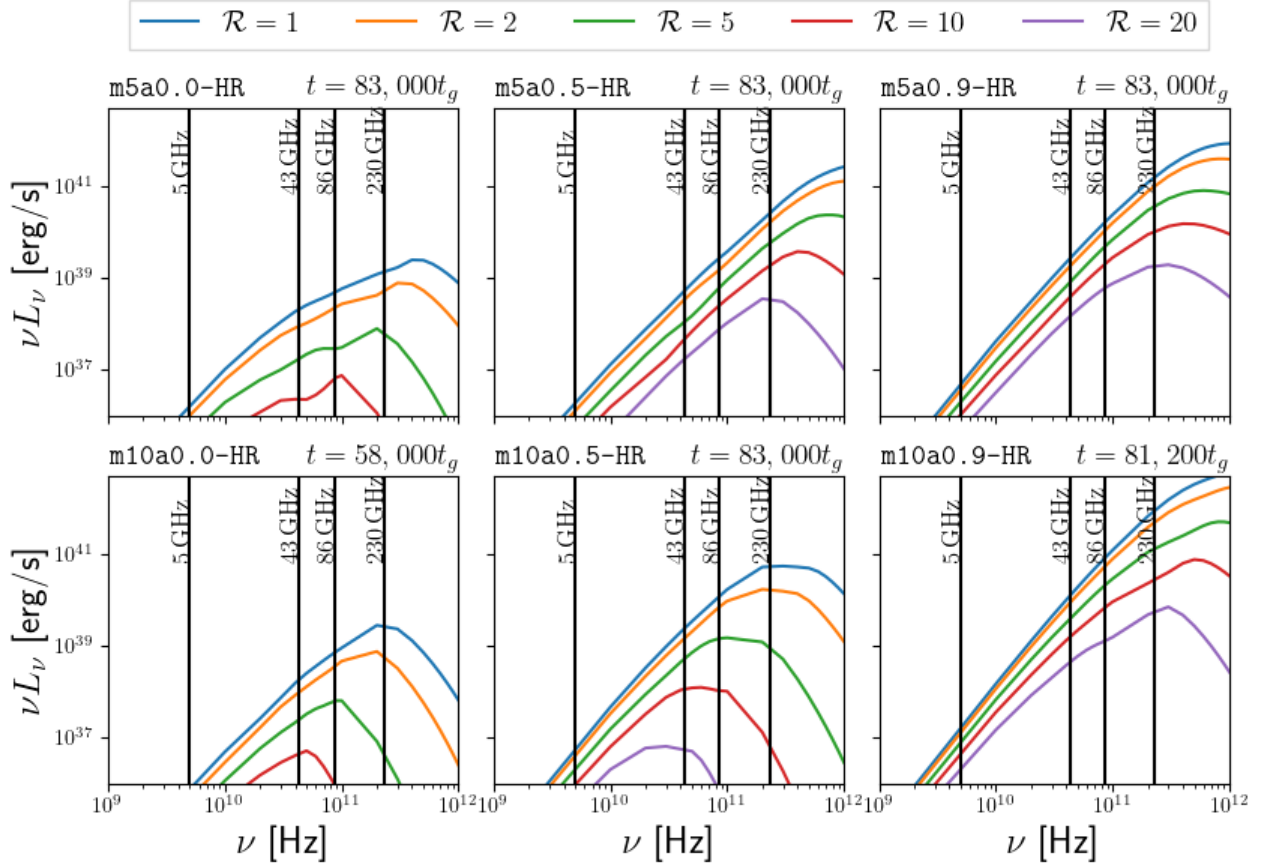 ℛ = 1 ℛ = 2 ℛ = 5 ℛ = 10 ℛ = 20
m5a0.0-HR t = 83,000t_g m5a0.5-HR t = 83,000t_g m5a0.9-HR t = 83,000t_g
5 GHz 43 GHz 86 GHz 230 GHz 5 GHz 43 GHz 86 GHz 230 GHz 5 GHz 43 GHz 86 GHz 230 GHz
νL_ν [erg/s]
10^41
10^39
10^37
m10a0.0-HR t = 58,000t_g m10a0.5-HR t = 83,000t_g m10a0.9-HR t = 81,200t_g
5 GHz 43 GHz 86 GHz 230 GHz 5 GHz 43 GHz 86 GHz 230 GHz 5 GHz 43 GHz 86 GHz 230 GHz
νL_ν [erg/s]
10^41
10^39
10^37
10^9 10^10 10^11 10^12 10^10 10^11 10^12 10^9 10^10 10^11 10^12
ν [Hz] ν [Hz] ν [Hz]